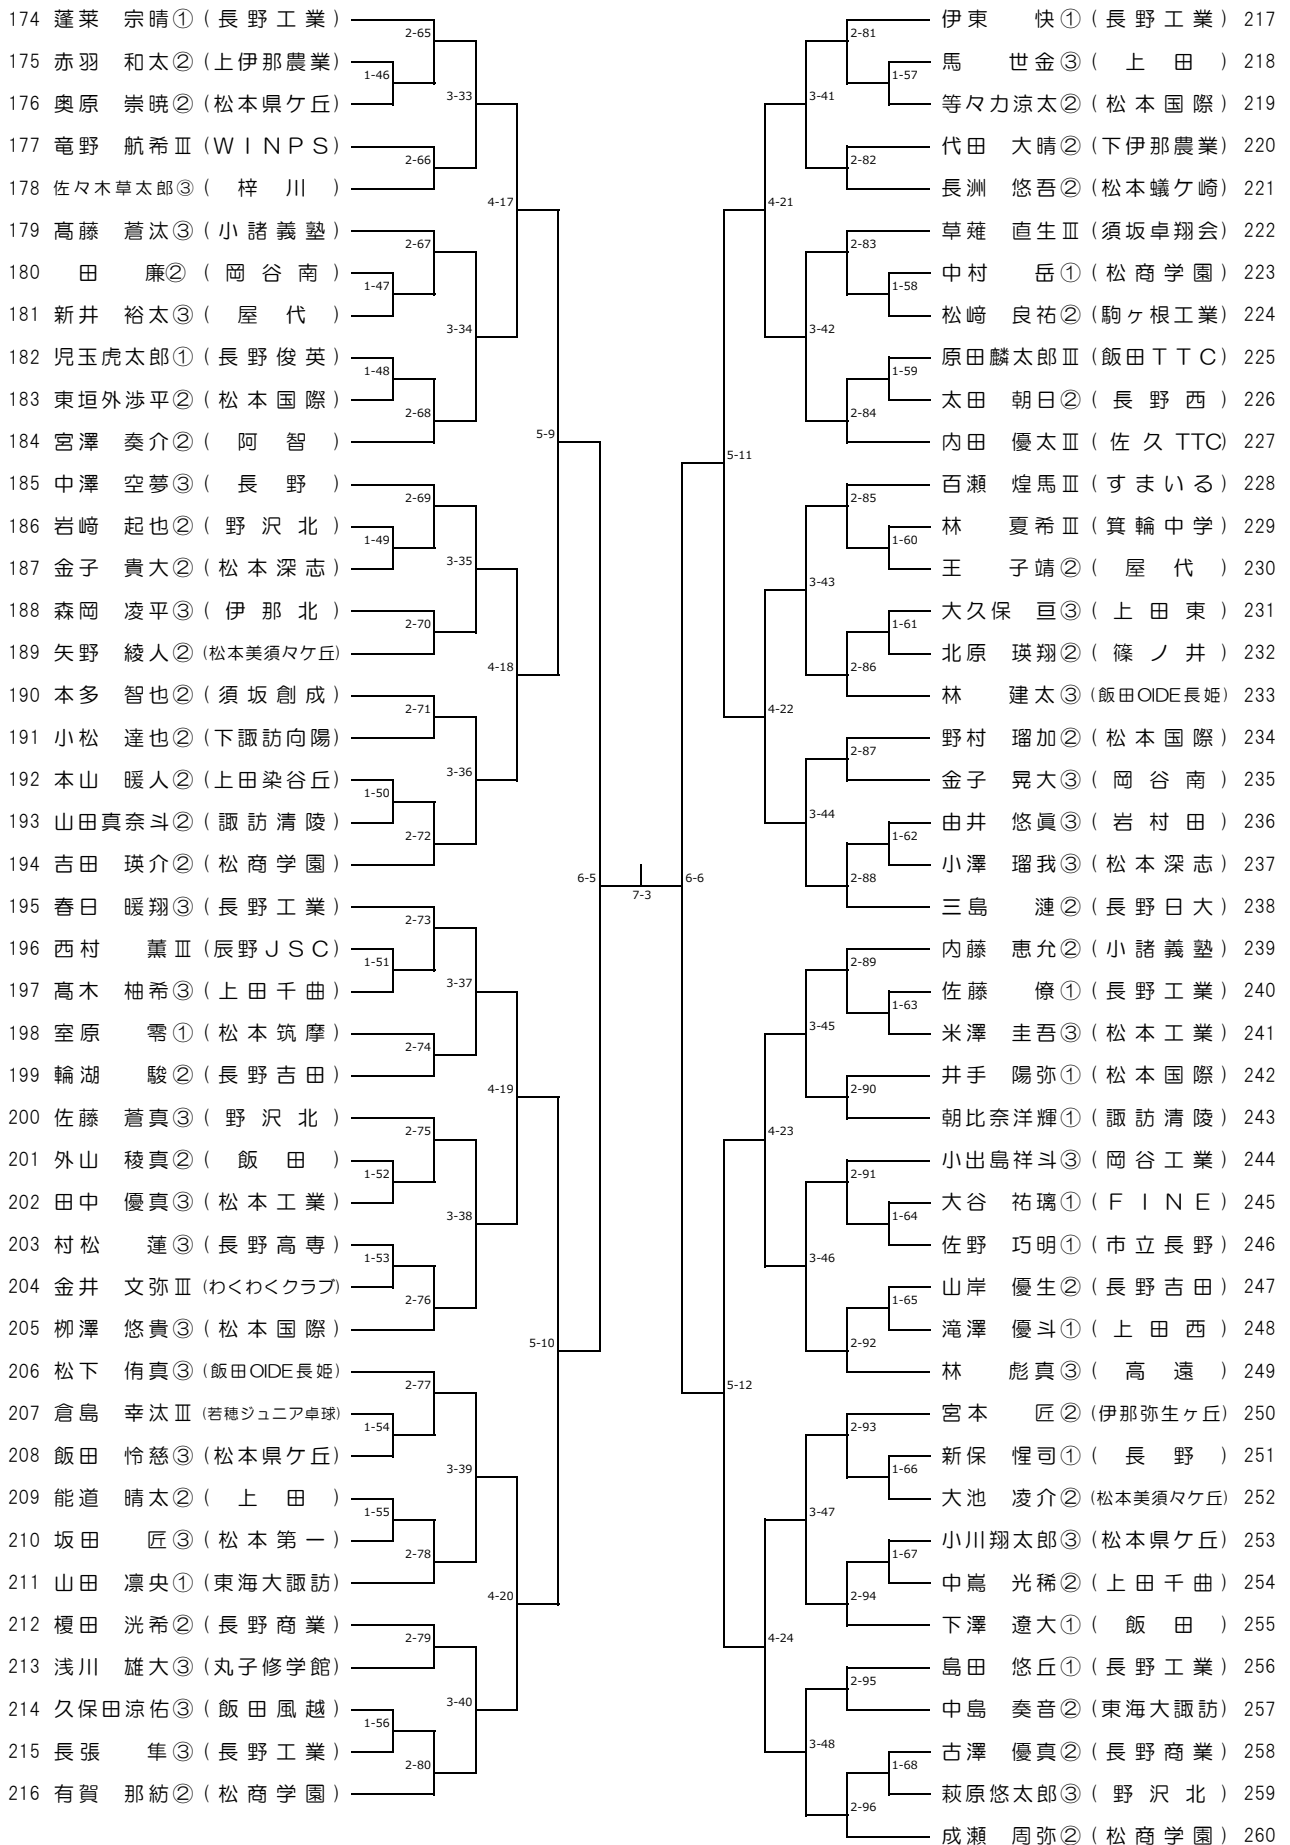 174 蓬莱 宗晴① (長野工業)
175 赤羽 和太② (上伊那農業)
176 奥原 崇暁② (松本県ケ丘)
177 竜野 航希Ⅲ (ＷＩＮＰＳ)
178 佐々木草太郎③ (梓川)
179 髙藤 蒼汰③ (小諸義塾)
180 田 廉② (岡谷南)
181 新井 裕太③ (屋代)
182 児玉虎太郎① (長野俊英)
183 東垣外渉平② (松本国際)
184 宮澤 奏介② (阿智)
185 中澤 空夢③ (長野)
186 岩﨑 起也② (野沢北)
187 金子 貴大② (松本深志)
188 森岡 凌平③ (伊那北)
189 矢野 綾人② (松本美須々ケ丘)
190 本多 智也② (須坂創成)
191 小松 達也② (下諏訪向陽)
192 本山 暖人② (上田染谷丘)
193 山田真奈斗② (諏訪清陵)
194 吉田 瑛介② (松商学園)
195 春日 暖翔③ (長野工業)
196 西村 薫Ⅲ (辰野ＪＳＣ)
197 髙木 柚希③ (上田千曲)
198 室原 零① (松本筑摩)
199 輪湖 駿② (長野吉田)
200 佐藤 蒼真③ (野沢北)
201 外山 稜真② (飯田)
202 田中 優真③ (松本工業)
203 村松 蓮③ (長野高専)
204 金井 文弥Ⅲ (わくわくクラブ)
205 栁澤 悠貴③ (松本国際)
206 松下 侑真③ (飯田OIDE長姫)
207 倉島 幸汰Ⅲ (若穂ジュニア卓球)
208 飯田 怜慈③ (松本県ケ丘)
209 能道 晴太② (上田)
210 坂田 匠③ (松本第一)
211 山田 凛央① (東海大諏訪)
212 榎田 洸希② (長野商業)
213 浅川 雄大③ (丸子修学館)
214 久保田涼佑③ (飯田風越)
215 長張 隼③ (長野工業)
216 有賀 那紡② (松商学園)
1-46
1-47
1-48
1-49
1-50
1-51
1-52
1-53
1-54
1-55
1-56
2-65
2-66
2-67
2-68
2-69
2-70
2-71
2-72
2-73
2-74
2-75
2-76
2-77
2-78
2-79
2-80
3-33
3-34
3-35
3-36
3-37
3-38
3-39
3-40
4-17
4-18
4-19
4-20
5-9
5-10
6-5
7-3
6-6
5-11
5-12
4-21
4-22
4-23
4-24
3-41
3-42
3-43
3-44
3-45
3-46
3-47
3-48
2-81
2-82
2-83
2-84
2-85
2-86
2-87
2-88
2-89
2-90
2-91
2-92
2-93
2-94
2-95
2-96
1-57
1-58
1-59
1-60
1-61
1-62
1-63
1-64
1-65
1-66
1-67
1-68
伊東 快① (長野工業) 217
馬 世金③ (上田) 218
等々力涼太② (松本国際) 219
代田 大晴② (下伊那農業) 220
長洲 悠吾② (松本蟻ケ崎) 221
草薙 直生Ⅲ (須坂卓翔会) 222
中村 岳① (松商学園) 223
松﨑 良祐② (駒ヶ根工業) 224
原田麟太郎Ⅲ (飯田ＴＴＣ) 225
太田 朝日② (長野西) 226
内田 優太Ⅲ (佐久TTC) 227
百瀬 煌馬Ⅲ (すまいる) 228
林 夏希Ⅲ (箕輪中学) 229
王 子靖② (屋代) 230
大久保 亘③ (上田東) 231
北原 瑛翔② (篠ノ井) 232
林 建太③ (飯田OIDE長姫) 233
野村 瑠加② (松本国際) 234
金子 晃大③ (岡谷南) 235
由井 悠眞③ (岩村田) 236
小澤 瑠我③ (松本深志) 237
三島 漣② (長野日大) 238
内藤 恵允② (小諸義塾) 239
佐藤 僚① (長野工業) 240
米澤 圭吾③ (松本工業) 241
井手 陽弥① (松本国際) 242
朝比奈洋輝① (諏訪清陵) 243
小出島祥斗③ (岡谷工業) 244
大谷 祐璃① (ＦＩＮＥ) 245
佐野 巧明① (市立長野) 246
山岸 優生② (長野吉田) 247
滝澤 優斗① (上田西) 248
林 彪真③ (高遠) 249
宮本 匠② (伊那弥生ヶ丘) 250
新保 惺司① (長野) 251
大池 凌介② (松本美須々ケ丘) 252
小川翔太郎③ (松本県ケ丘) 253
中嶌 光稀② (上田千曲) 254
下澤 遼大① (飯田) 255
島田 悠丘① (長野工業) 256
中島 奏音② (東海大諏訪) 257
古澤 優真② (長野商業) 258
萩原悠太郎③ (野沢北) 259
成瀬 周弥② (松商学園) 260